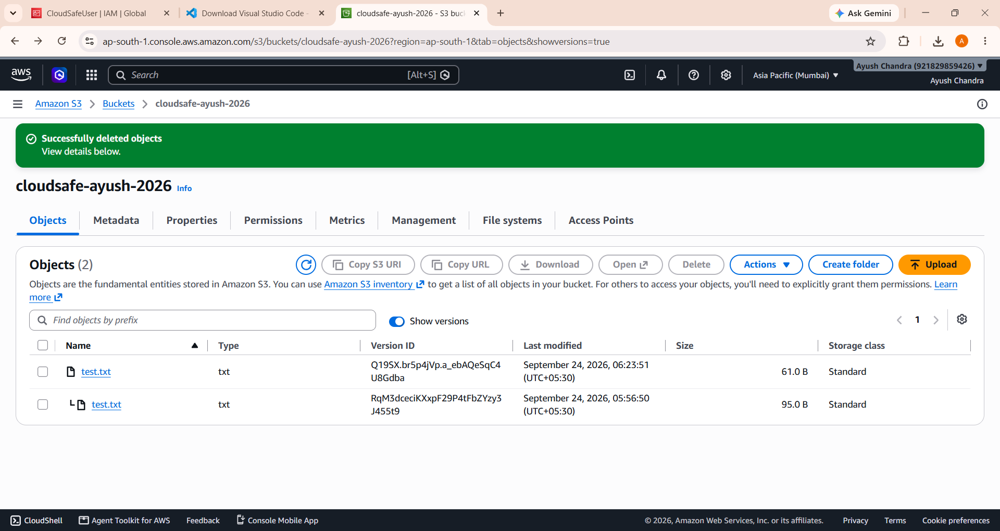 CloudSafeUser | IAM | Global
Download Visual Studio Code -
cloudsafe-ayush-2026 - S3 buc
Ask Gemini
ap-south-1.console.aws.amazon.com/s3/buckets/cloudsafe-ayush-2026?region=ap-south-1&tab=objects&showversions=true
A
aws
Search
[Alt+S]
Asia Pacific (Mumbai)
Ayush Chandra (921829859426)
Ayush Chandra
Amazon S3
Buckets
cloudsafe-ayush-2026
Successfully deleted objects
View details below.
cloudsafe-ayush-2026 Info
Objects
Metadata
Properties
Permissions
Metrics
Management
File systems
Access Points
Objects (2)
Copy S3 URI
Copy URL
Download
Open
Delete
Actions
Create folder
Upload
Objects are the fundamental entities stored in Amazon S3. You can use Amazon S3 inventory to get a list of all objects in your bucket. For others to access your objects, you'll need to explicitly grant them permissions. Learn
more
Find objects by prefix
Show versions
1
Name
Type
Version ID
Last modified
Size
Storage class
test.txt
txt
Q19SX.br5p4jVp.a_ebAQeSqC4
U8Gdba
September 24, 2026, 06:23:51
(UTC+05:30)
61.0 B
Standard
test.txt
txt
RqM3dceciKXxpF29P4tFbZYzy3
J455t9
September 24, 2026, 05:56:50
(UTC+05:30)
95.0 B
Standard
CloudShell
Agent Toolkit for AWS
Feedback
Console Mobile App
© 2026, Amazon Web Services, Inc. or its affiliates.
Privacy
Terms
Cookie preferences